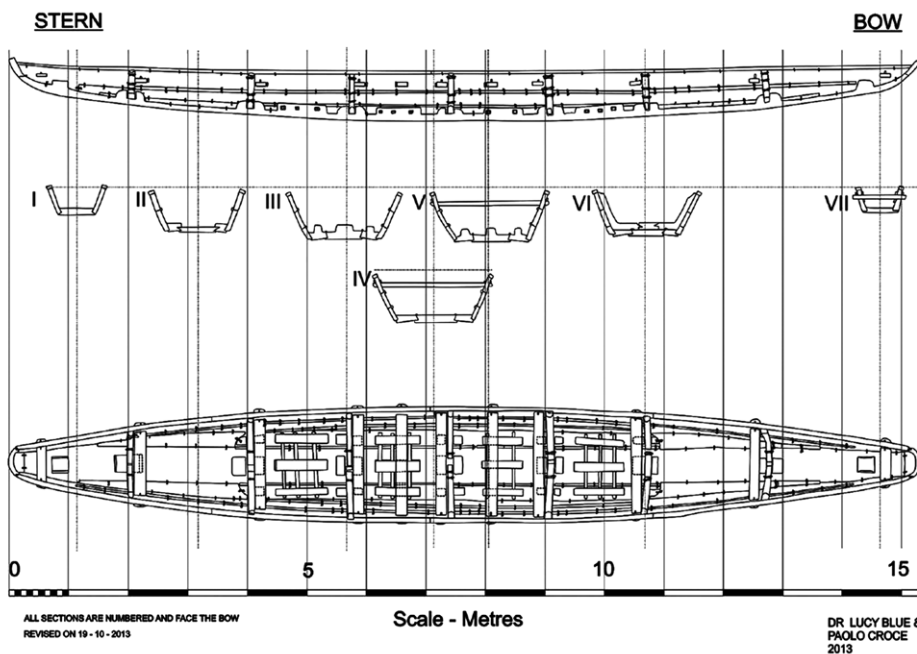 STERN
BOW
I
II
III
V
VI
VII
IV
0
5
10
15
ALL SECTIONS ARE NUMBERED AND FACE THE BOW
REVISED ON 19 - 10 - 2013
Scale - Metres
DR LUCY BLUE &
PAOLO CROCE
2013